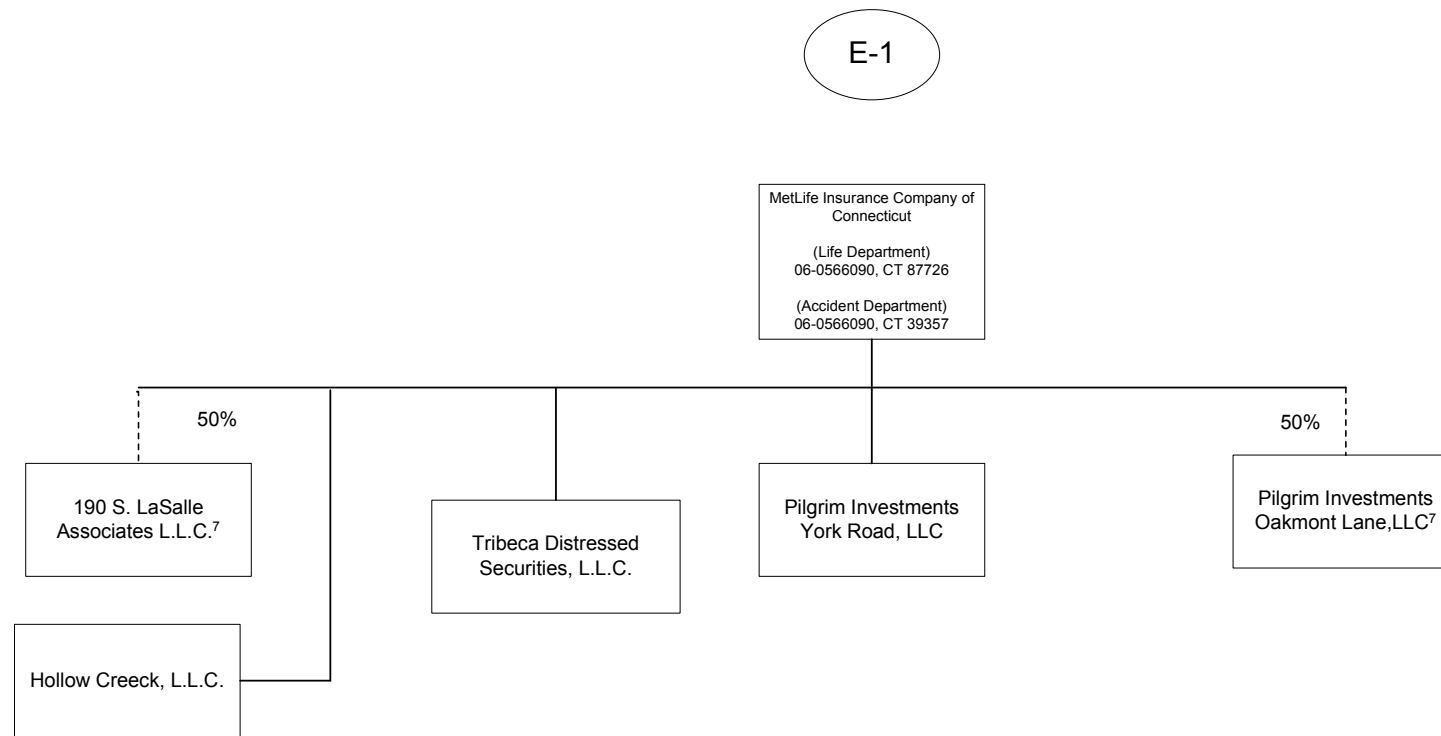 E-1
MetLife Insurance Company of
Connecticut
(Life Department)
06-0566090, CT 87726
(Accident Department)
06-0566090, CT 39357
50%
50%
190 S. LaSalle
Associates L.L.C.7
Tribeca Distressed
Securities, L.L.C.
Pilgrim Investments
York Road, LLC
Pilgrim Investments
Oakmont Lane,LLC7
Hollow Creeck, L.L.C.